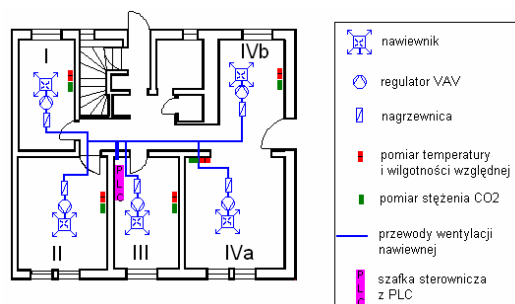 I
IVb
II
III
IVa
PLC
nawiewnik
regulator VAV
nagrzewnica
pomiar temperatury
i wilgotności względnej
pomiar stężenia CO2
przewody wentylacji
nawiewnej
PLC
szafka sterownicza
z PLC